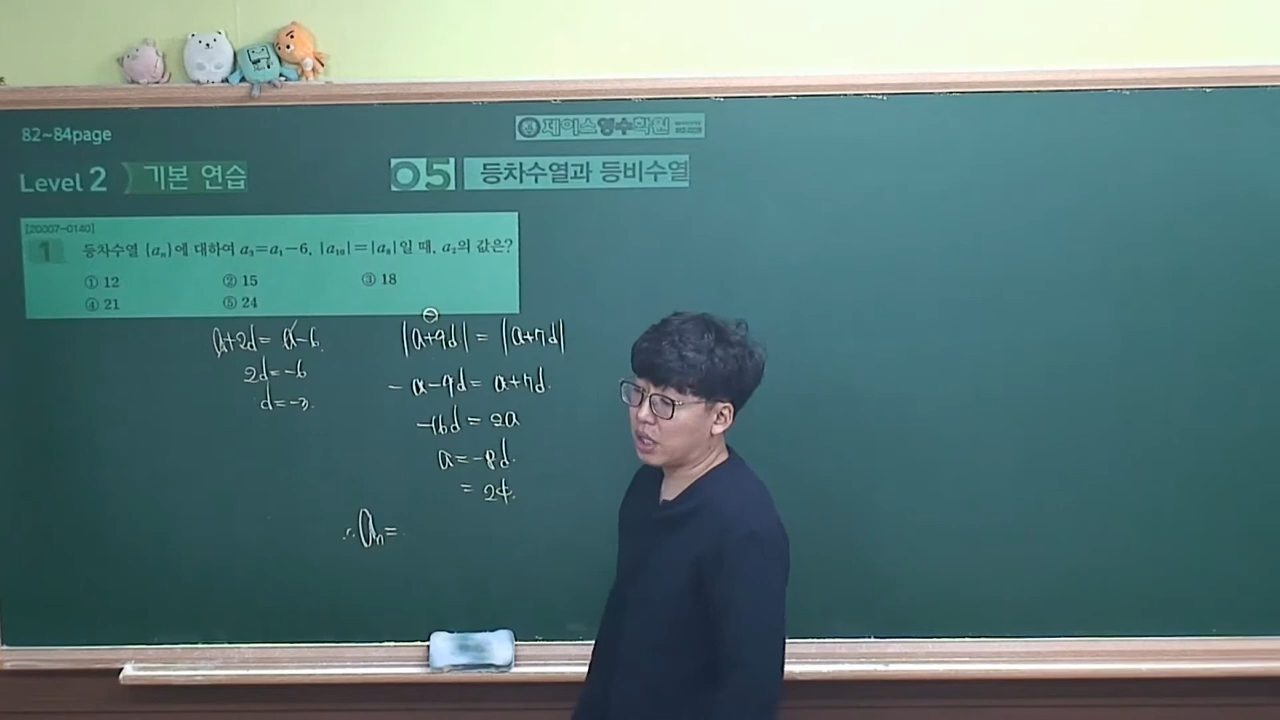 82~84page
제이스영수학원
Level 2 기본 연습
05 등차수열과 등비수열
[20007-0140]
1 등차수열 {aₙ}에 대하여 a₃=a₁-6, |a₁₀|=|a₈|일 때, a₂의 값은?
① 12 ② 15 ③ 18
④ 21 ⑤ 24
a+2d=a-6.
2d=-6
d=-3.
⊖
|a+9d|=|a+7d|
-a-9d=a+7d.
-16d=2a
a=-8d.
=24.
∴aₙ=